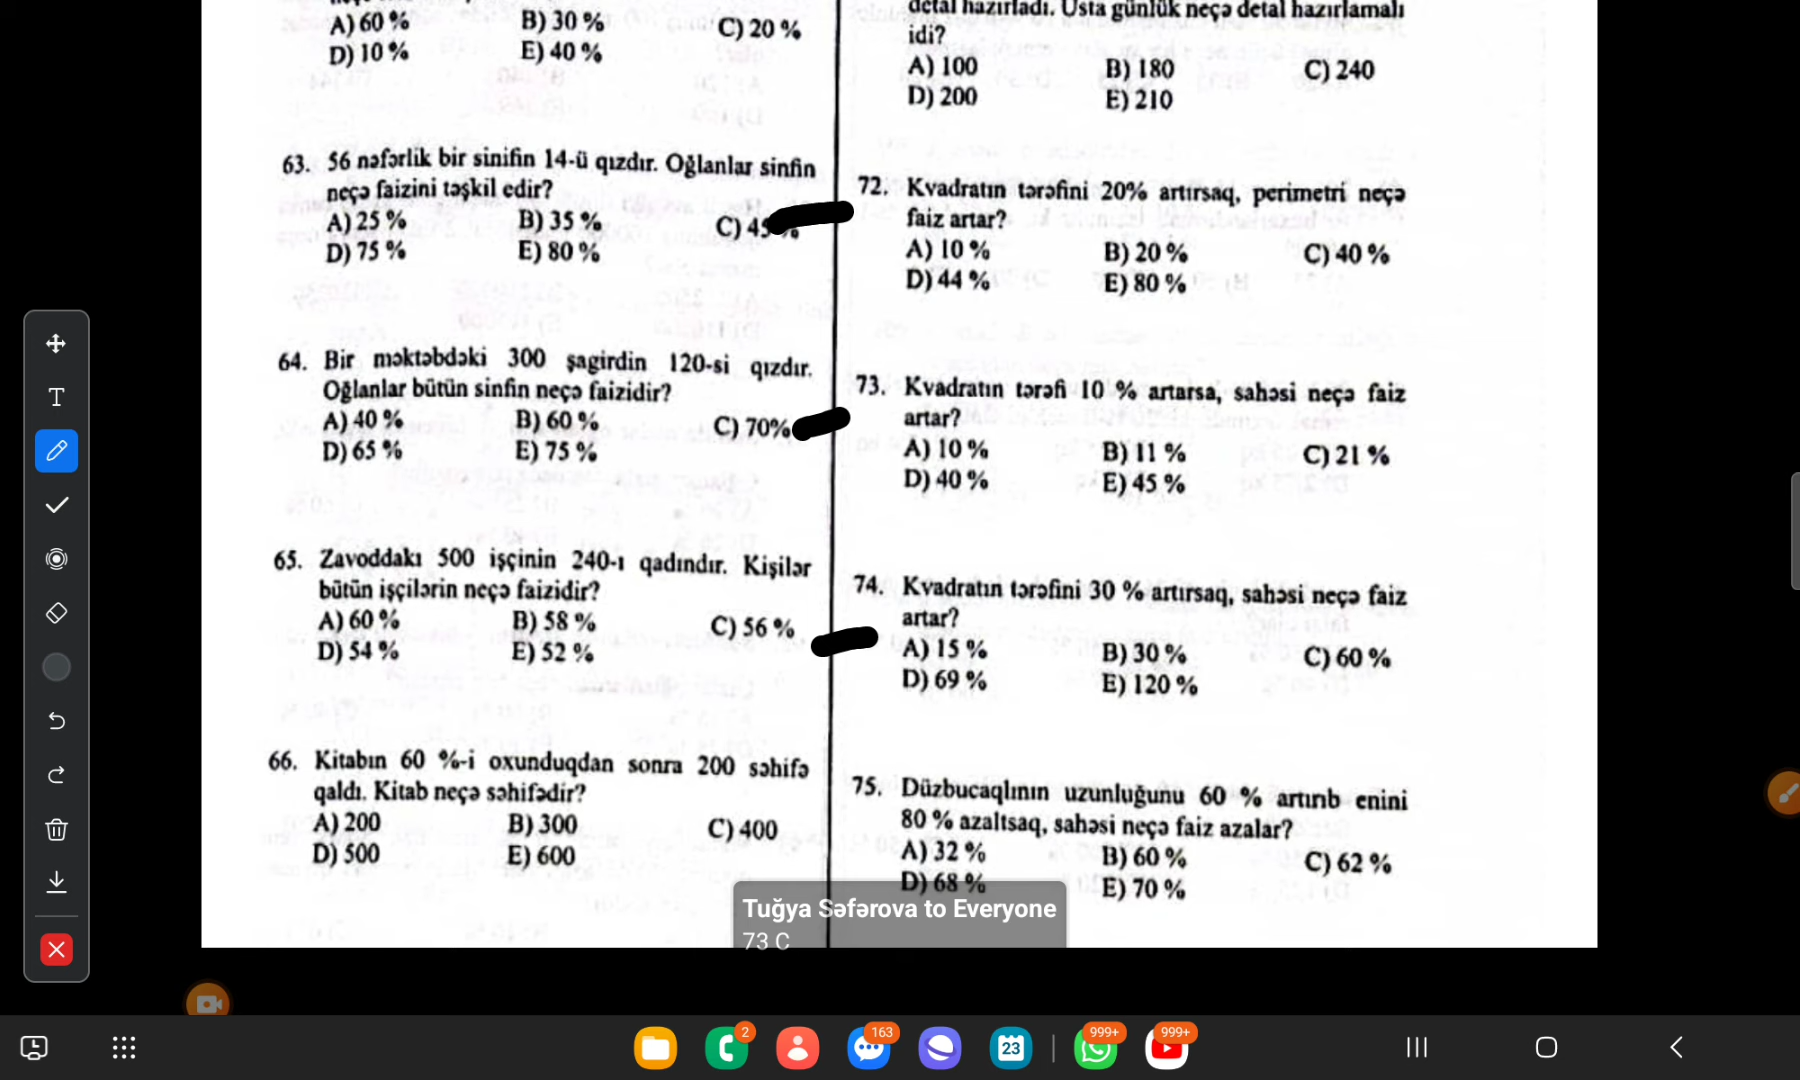 A) 60 %
B) 30 %
C) 20 %
D) 10 %
E) 40 %
63. 56 nəfərlik bir sinifin 14-ü qızdır. Oğlanlar sinfin
neçə faizini təşkil edir?
A) 25 %
B) 35 %
C) 45 %
D) 75 %
E) 80 %
64. Bir məktəbdəki 300 şagirdin 120-si qızdır.
Oğlanlar bütün sinfin neçə faizidir?
A) 40 %
B) 60 %
C) 70%
D) 65 %
E) 75 %
65. Zavoddakı 500 işçinin 240-ı qadındır. Kişilər
bütün işçilərin neçə faizidir?
A) 60 %
B) 58 %
C) 56 %
D) 54 %
E) 52 %
66. Kitabın 60 %-i oxunduqdan sonra 200 səhifə
qaldı. Kitab neçə səhifədir?
A) 200
B) 300
C) 400
D) 500
E) 600
detal hazırladı. Usta günlük neçə detal hazırlamalı
idi?
A) 100
B) 180
C) 240
D) 200
E) 210
72. Kvadratın tərəfini 20% artırsaq, perimetri neçə
faiz artar?
A) 10 %
B) 20 %
C) 40 %
D) 44 %
E) 80 %
73. Kvadratın tərəfi 10 % artarsa, sahəsi neçə faiz
artar?
A) 10 %
B) 11 %
C) 21 %
D) 40 %
E) 45 %
74. Kvadratın tərəfini 30 % artırsaq, sahəsi neçə faiz
artar?
A) 15 %
B) 30 %
C) 60 %
D) 69 %
E) 120 %
75. Düzbucaqlının uzunluğunu 60 % artırıb enini
80 % azaltsaq, sahəsi neçə faiz azalar?
A) 32 %
B) 60 %
C) 62 %
D) 68 %
E) 70 %
Tuğya Səfərova to Everyone
73 C
T
2
163
23
999+
999+